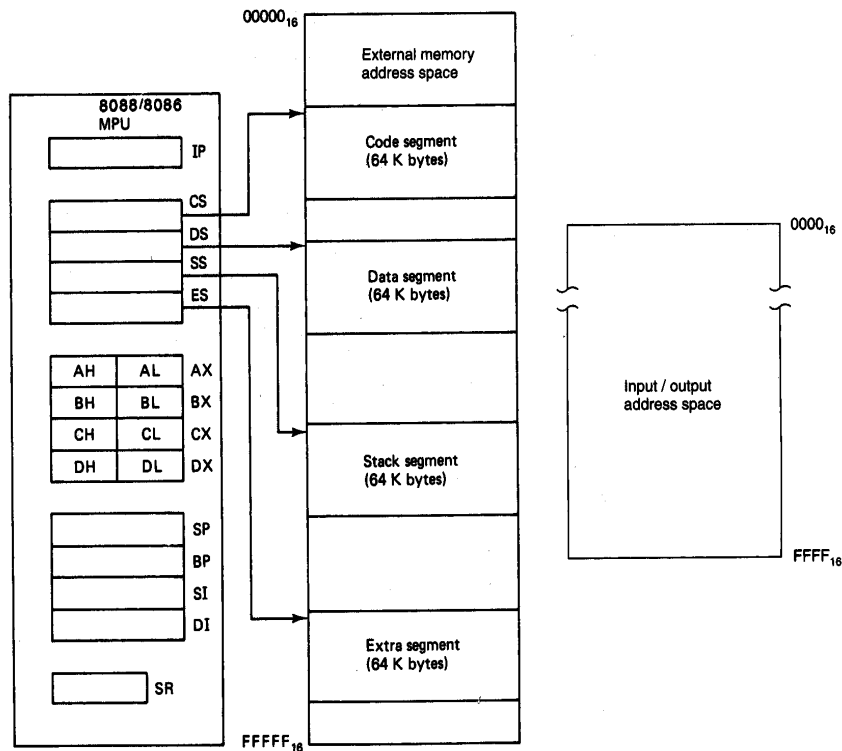 00000₁₆
External memory
address space
8088/8086
MPU
IP
Code segment
(64 K bytes)
CS
DS
SS
ES
0000₁₆
Data segment
(64 K bytes)
AH AL AX
BH BL BX
CH CL CX
DH DL DX
Input / output
address space
Stack segment
(64 K bytes)
SP
BP
SI
DI
FFFF₁₆
Extra segment
(64 K bytes)
SR
FFFFF₁₆